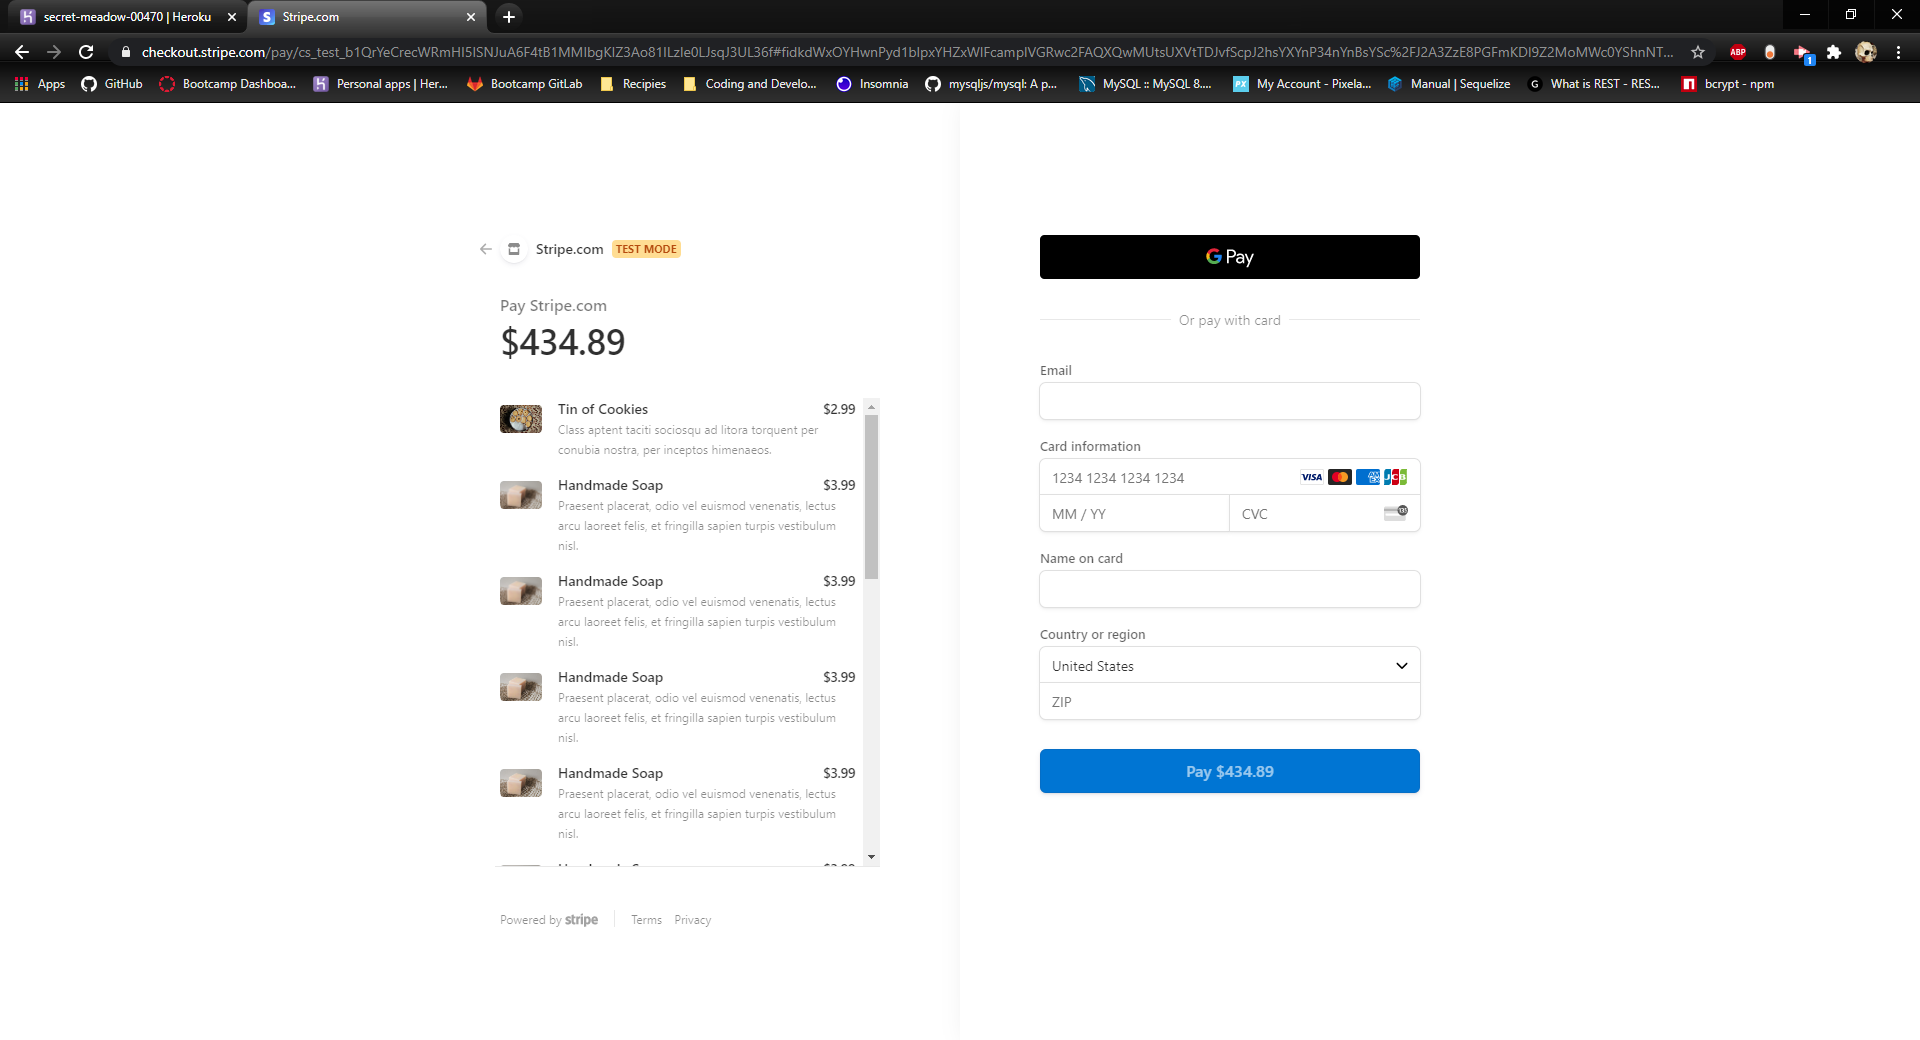 secret-meadow-00470 | Heroku
Stripe.com
checkout.stripe.com/pay/
Apps
GitHub
Bootcamp Dashboa...
Personal apps | Her...
Bootcamp GitLab
Recipies
Coding and Develo...
Insomnia
mysqljs/mysql: A p...
MySQL :: MySQL 8....
My Account - Pixela...
Manual | Sequelize
What is REST - RES...
bcrypt - npm
Stripe.com TEST MODE
Pay Stripe.com
$434.89
Tin of Cookies $2.99
Class aptent taciti sociosqu ad litora torquent per
conubia nostra, per inceptos himenaeos.
Handmade Soap $3.99
Praesent placerat, odio vel euismod venenatis, lectus
arcu laoreet felis, et fringilla sapien turpis vestibulum
nisl.
Handmade Soap $3.99
Praesent placerat, odio vel euismod venenatis, lectus
arcu laoreet felis, et fringilla sapien turpis vestibulum
nisl.
Handmade Soap $3.99
Praesent placerat, odio vel euismod venenatis, lectus
arcu laoreet felis, et fringilla sapien turpis vestibulum
nisl.
Handmade Soap $3.99
Praesent placerat, odio vel euismod venenatis, lectus
arcu laoreet felis, et fringilla sapien turpis vestibulum
nisl.
Powered by stripe
Terms
Privacy
G Pay
Or pay with card
Email
Card information
1234 1234 1234 1234
VISA
AMEX
JCB
MM / YY
CVC
Name on card
Country or region
United States
ZIP
Pay $434.89